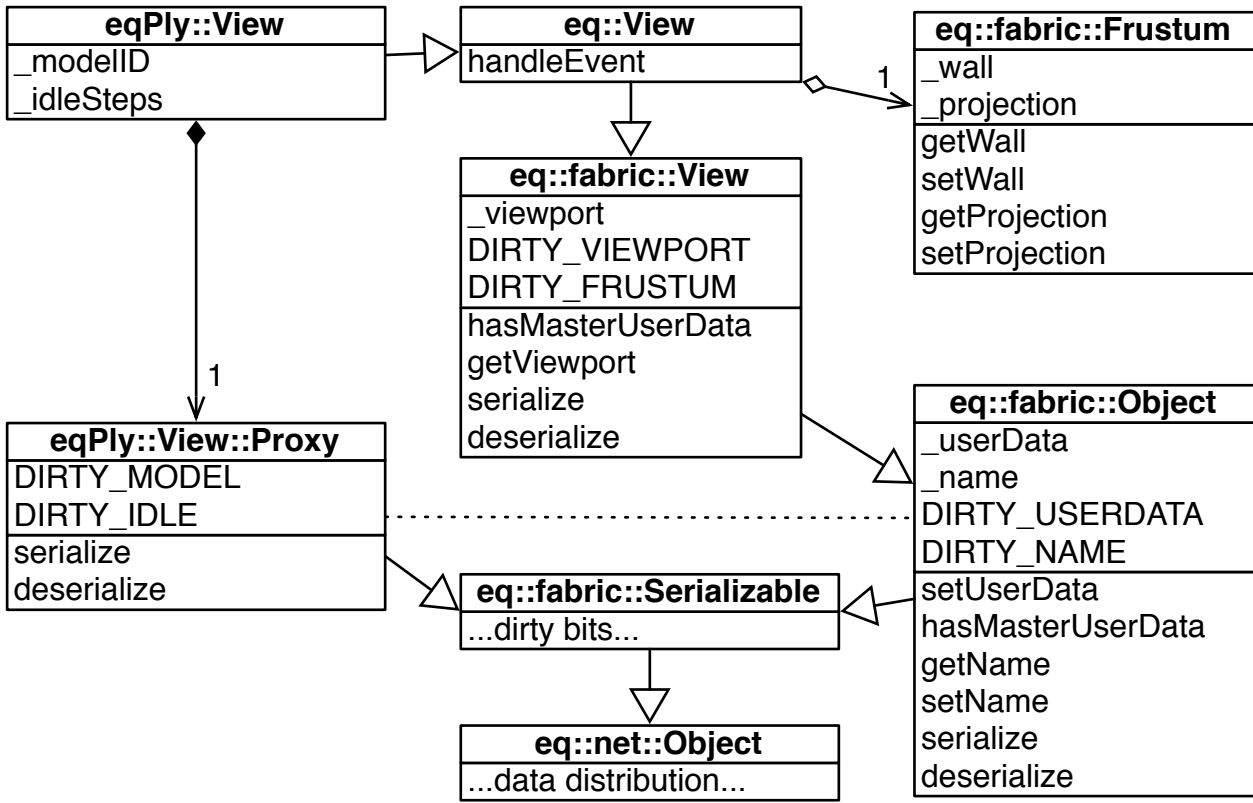 eqPly::View
_modelID
_idleSteps
eq::View
handleEvent
eq::fabric::Frustum
_wall
_projection
getWall
setWall
getProjection
setProjection
1
eq::fabric::View
_viewport
DIRTY_VIEWPORT
DIRTY_FRUSTUM
hasMasterUserData
getViewport
serialize
deserialize
1
eqPly::View::Proxy
DIRTY_MODEL
DIRTY_IDLE
serialize
deserialize
eq::fabric::Object
_userData
_name
DIRTY_USERDATA
DIRTY_NAME
setUserData
hasMasterUserData
getName
setName
serialize
deserialize
eq::fabric::Serializable
...dirty bits...
eq::net::Object
...data distribution...